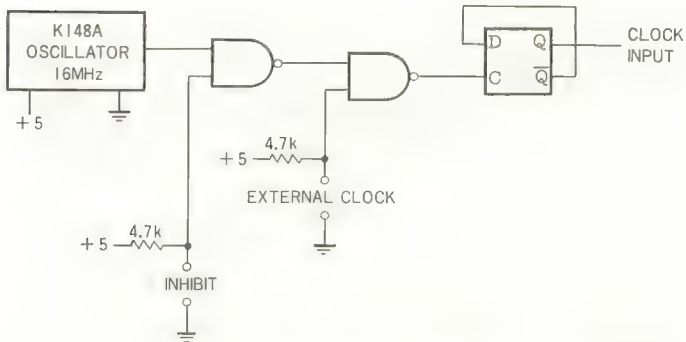 K148A
OSCILLATOR
16MHz
+5
D Q
C Q̅
CLOCK
INPUT
4.7k
+5
EXTERNAL CLOCK
4.7k
+5
INHIBIT